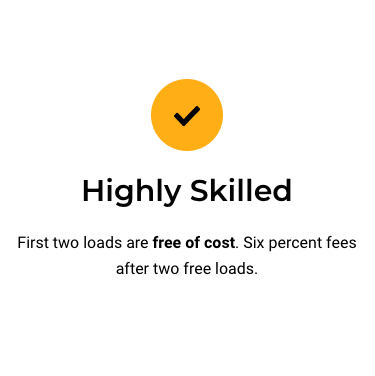 Highly Skilled
First two loads are free of cost. Six percent fees
after two free loads.